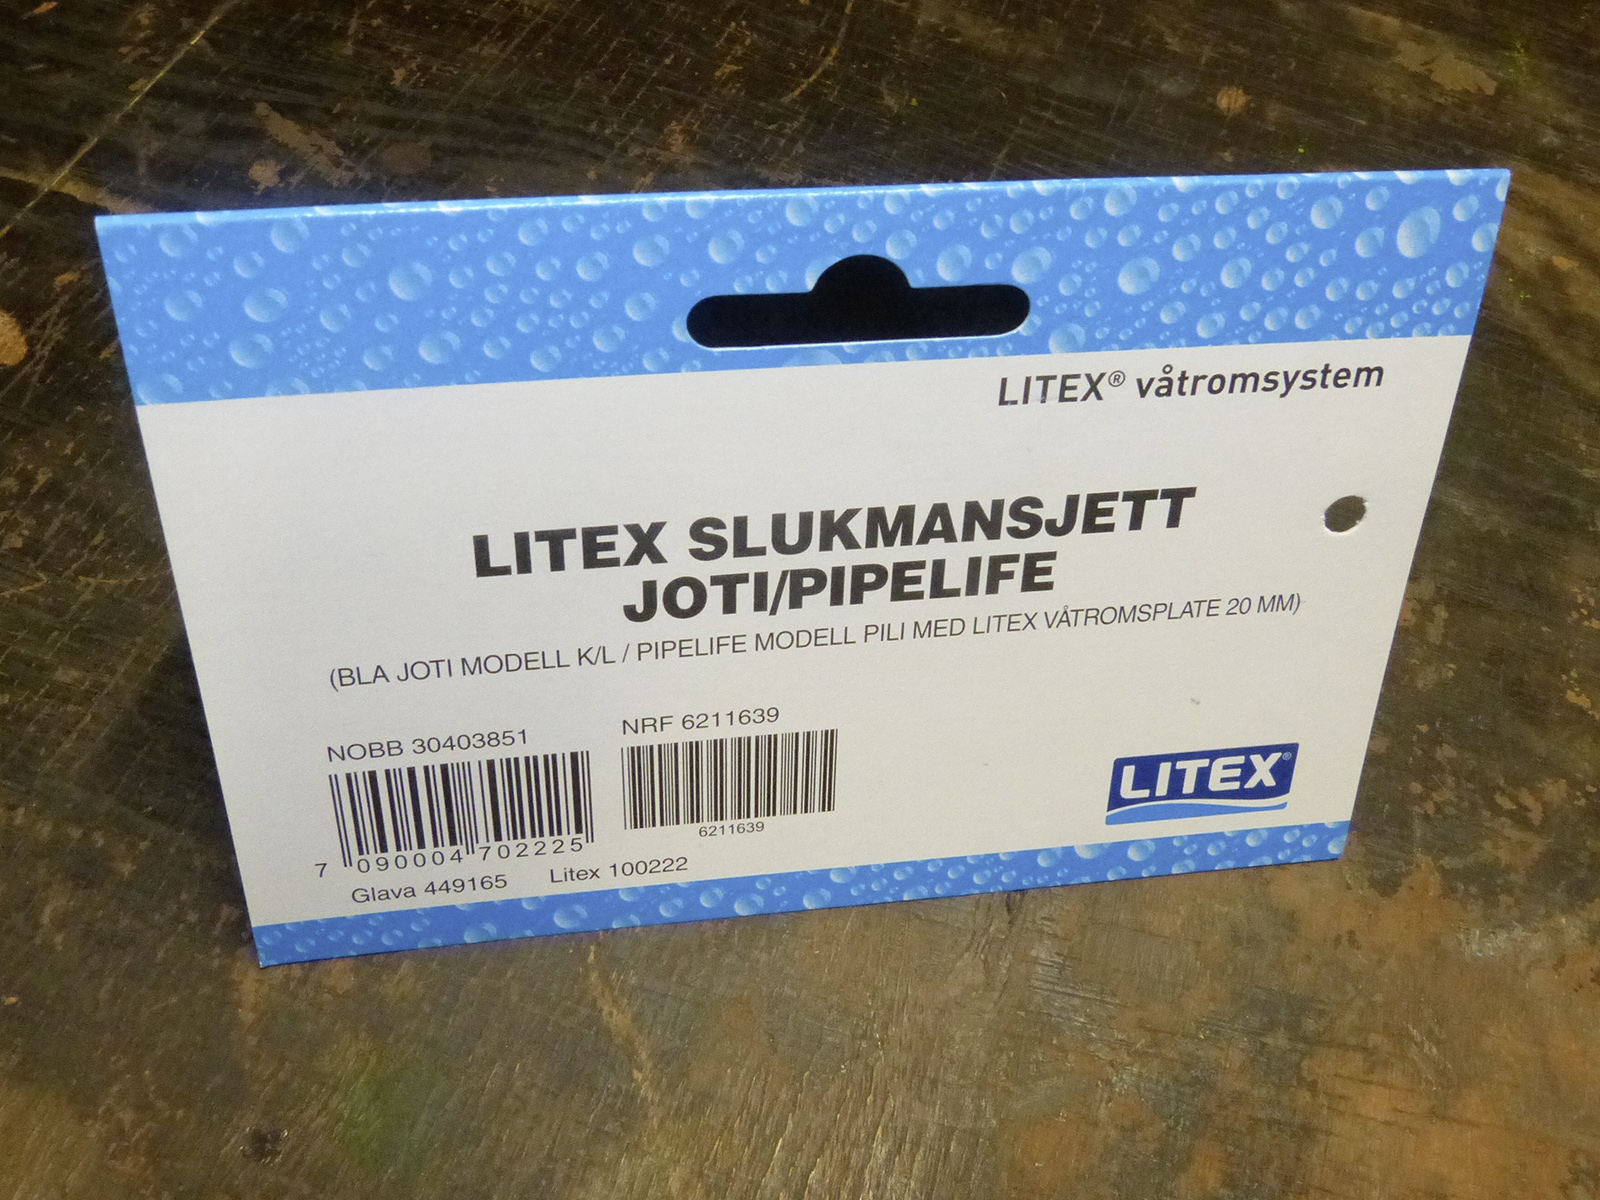 LITEX® våtromsystem
LITEX SLUKMANSJETT
JOTI/PIPELIFE
(BLA JOTI MODELL K/L / PIPELIFE MODELL PILI MED LITEX VÅTROMSPLATE 20 MM)
NOBB 30403851
NRF 6211639
7 090004 702225
6211639
Glava 449165 Litex 100222
LITEX®